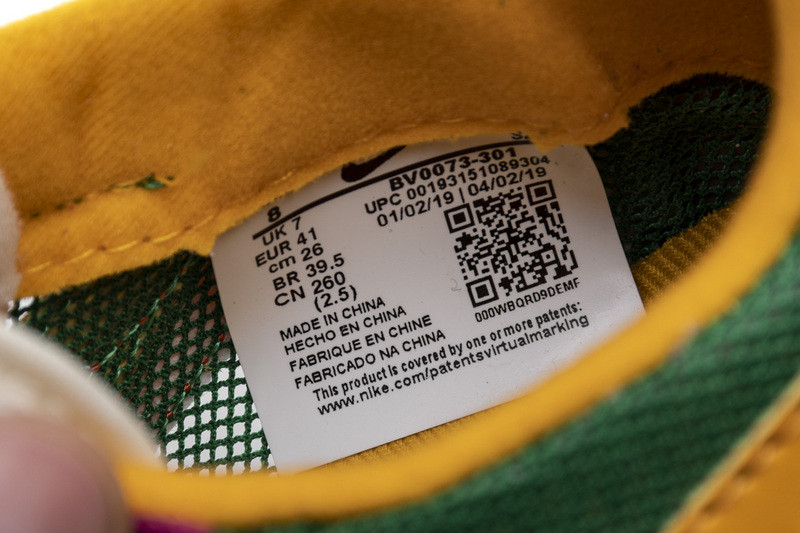 8
UK 7
EUR 41
cm 26
BR 39.5
CN 260
(2.5)
BV0073-301
UPC 00193151089304
01/02/19 | 04/02/19
000WBQRD9DEMF
MADE IN CHINA
HECHO EN CHINA
FABRIQUE EN CHINE
FABRICADO NA CHINA
This product is covered by one or more patents:
www.nike.com/patentsvirtualmarking